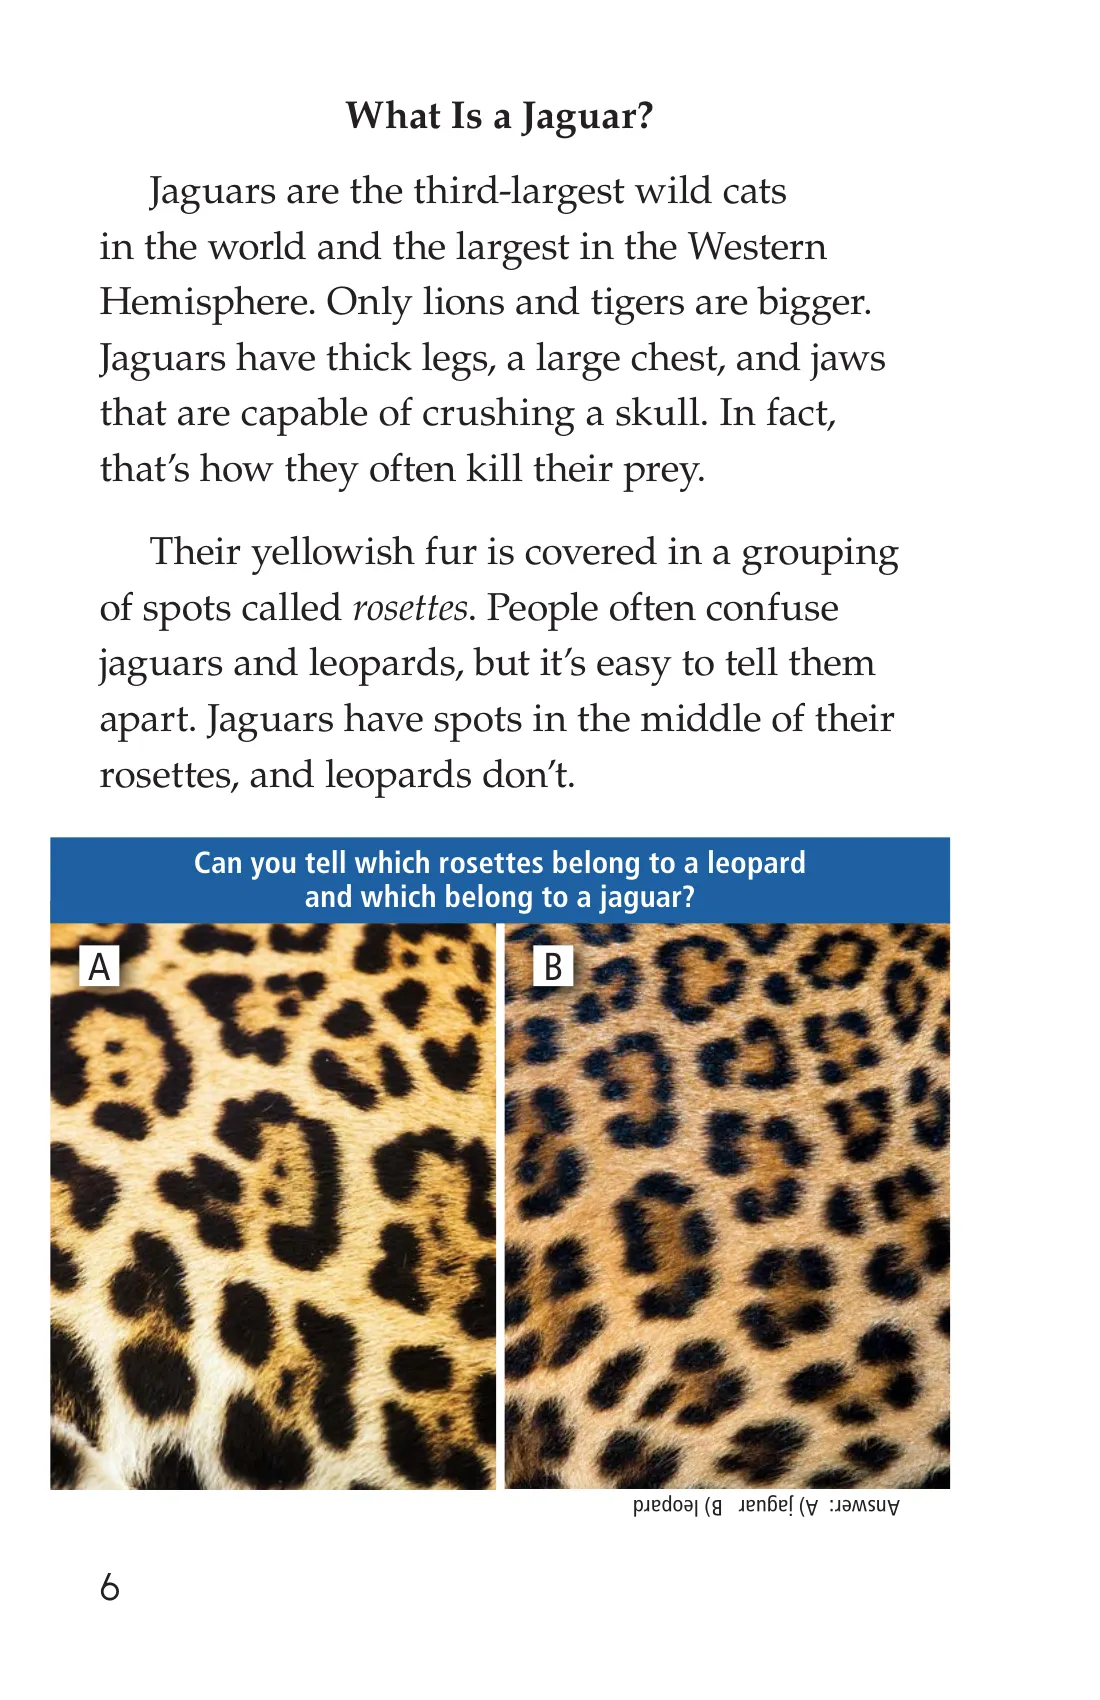 What Is a Jaguar?
Jaguars are the third-largest wild cats
in the world and the largest in the Western
Hemisphere. Only lions and tigers are bigger.
Jaguars have thick legs, a large chest, and jaws
that are capable of crushing a skull. In fact,
that’s how they often kill their prey.
Their yellowish fur is covered in a grouping
of spots called rosettes. People often confuse
jaguars and leopards, but it’s easy to tell them
apart. Jaguars have spots in the middle of their
rosettes, and leopards don’t.
Can you tell which rosettes belong to a leopard
and which belong to a jaguar?
A
B
Answer: A) jaguar B) leopard
6